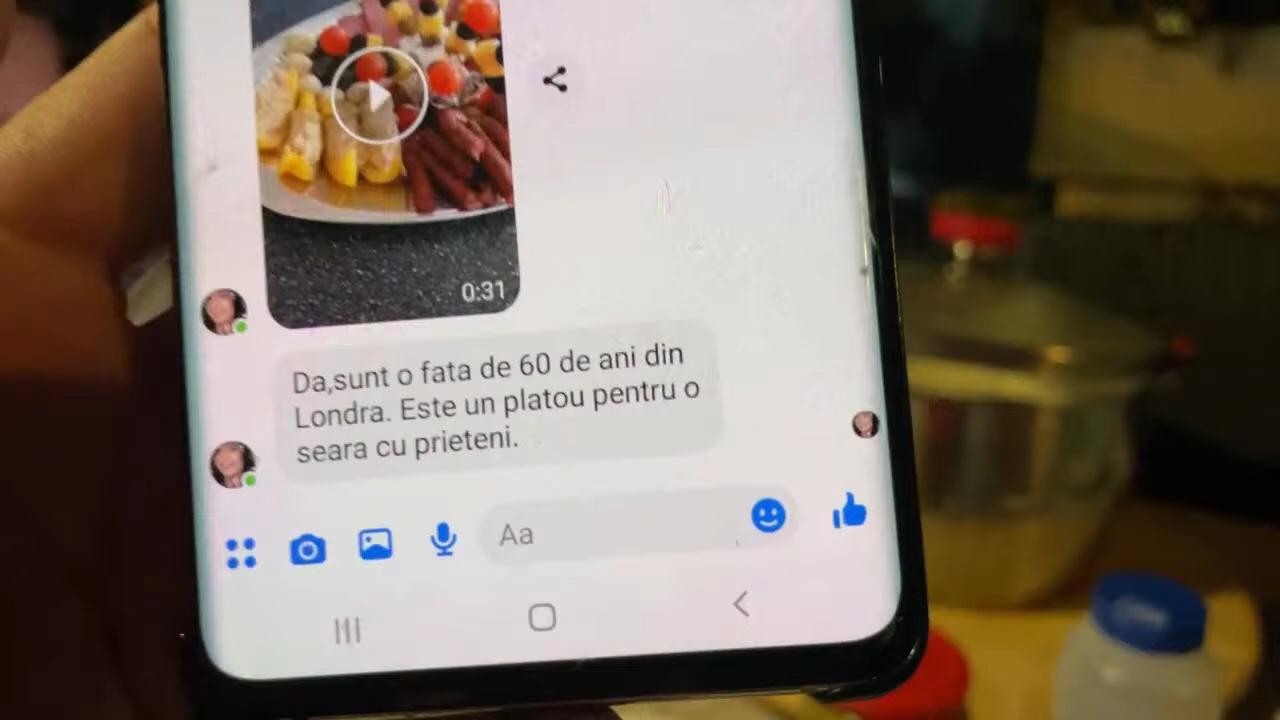 0:31
Da,sunt o fata de 60 de ani din
Londra. Este un platou pentru o
seara cu prieteni.
Aa